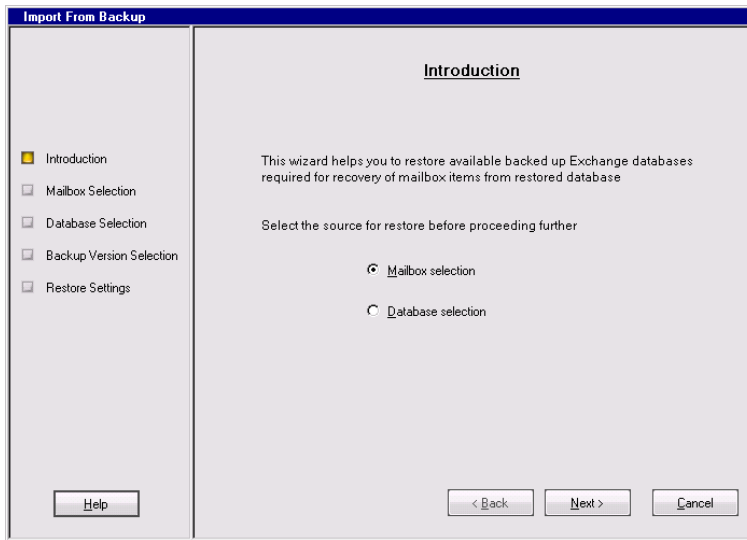 Import From Backup
Introduction
Introduction
Mailbox Selection
Database Selection
Backup Version Selection
Restore Settings
This wizard helps you to restore available backed up Exchange databases
required for recovery of mailbox items from restored database
Select the source for restore before proceeding further
Mailbox selection
Database selection
Help
< Back
Next >
Cancel